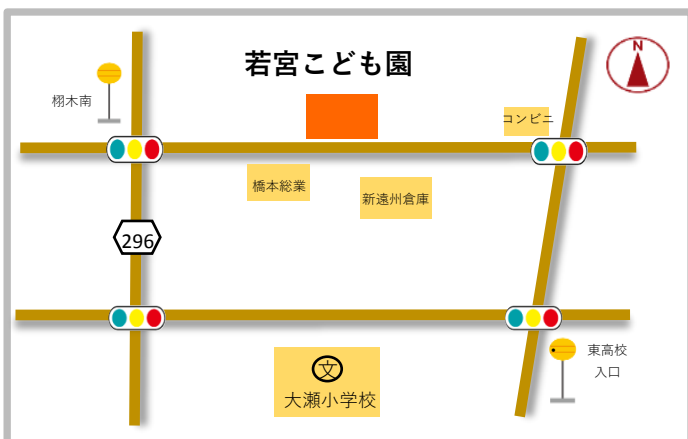 若宮こども園
N
栩木南
コンビニ
橋本総業
新遠州倉庫
296
東高校
入口
文
大瀬小学校